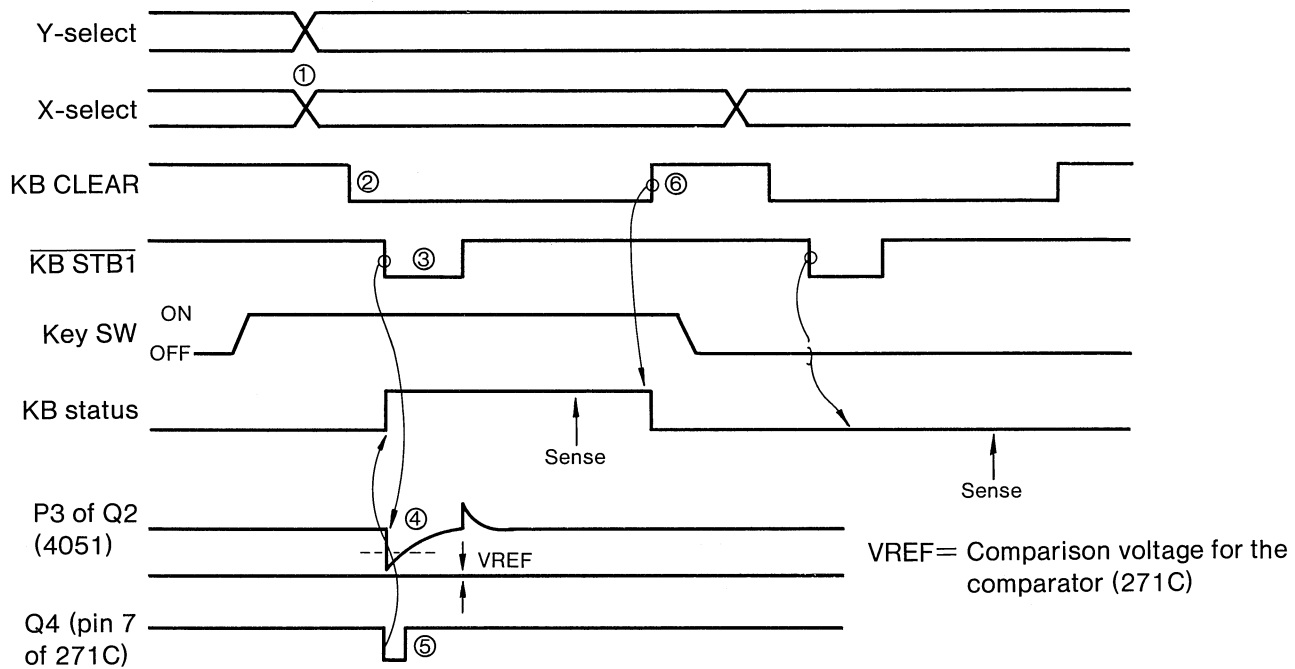 Y-select
①
X-select
KB CLEAR
②
⑥
KB STB1
③
Key SW
ON
OFF
KB status
Sense
Sense
P3 of Q2
(4051)
④
VREF
VREF= Comparison voltage for the
comparator (271C)
Q4 (pin 7
of 271C)
⑤